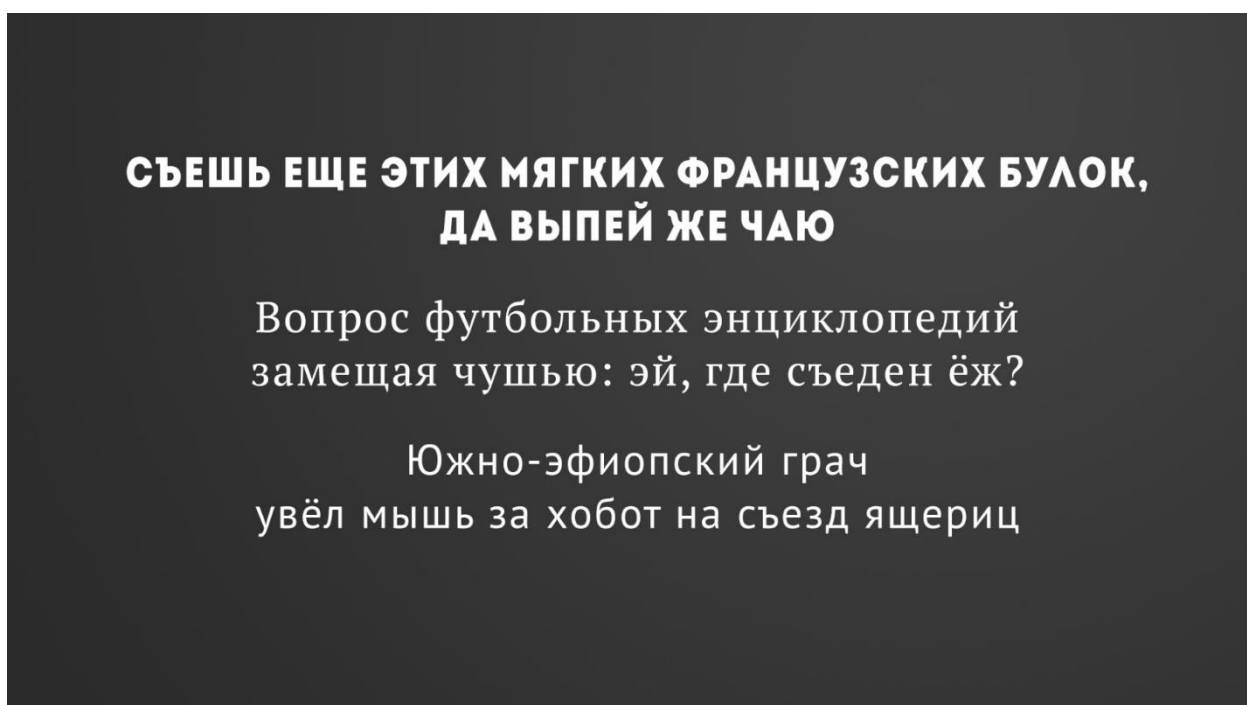 СЪЕШЬ ЕЩЕ ЭТИХ МЯГКИХ ФРАНЦУЗСКИХ БУЛОК,
ДА ВЫПЕЙ ЖЕ ЧАЮ
Вопрос футбольных энциклопедий
замещая чушью: эй, где съеден ёж?
Южно-эфиопский грач
увёл мышь за хобот на съезд ящериц